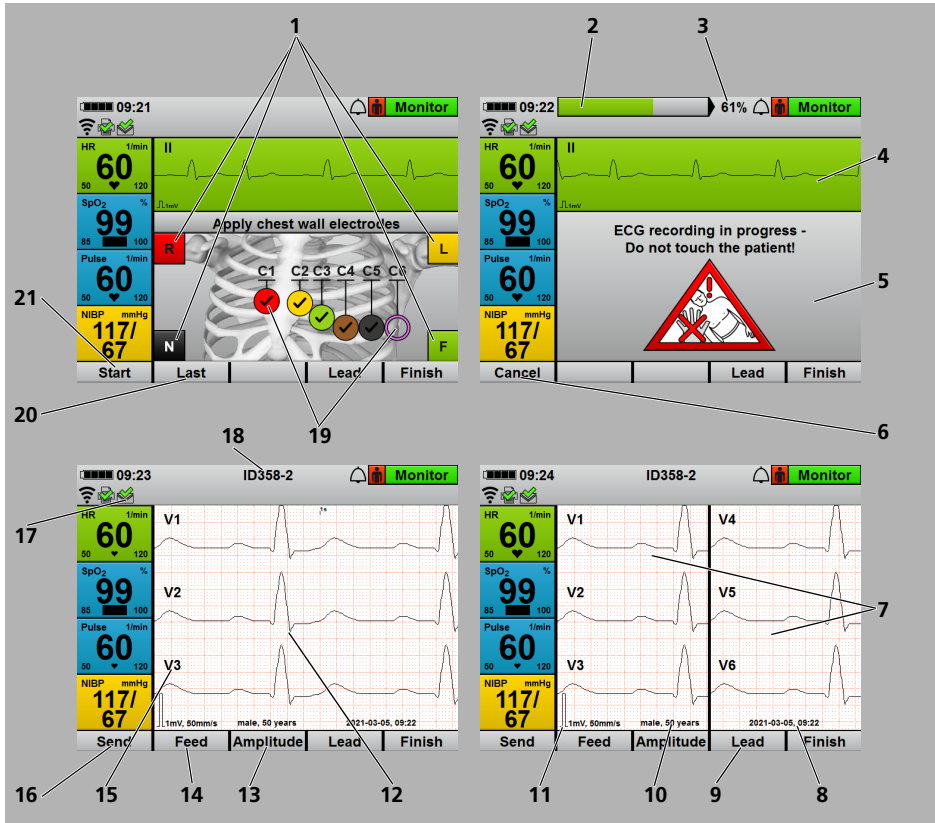 1
2
3
09:21
Monitor
HR 1/min
60
50 120
SpO2 %
99
85 100
Pulse 1/min
60
50 120
NIBP mmHg
117/
67
II
1mV
Apply chest wall electrodes
R
L
C1 C2 C3 C4 C5 C6
N
F
Start Last Lead Finish
09:22
61%
Monitor
HR 1/min
60
50 120
SpO2 %
99
85 100
Pulse 1/min
60
50 120
NIBP mmHg
117/
67
II
1mV
ECG recording in progress -
Do not touch the patient!
!
Cancel Lead Finish
4
5
21
20
19
6
18
09:23
ID358-2
Monitor
HR 1/min
60
50 120
SpO2 %
99
85 100
Pulse 1/min
60
50 120
NIBP mmHg
117/
67
V1
V2
V3
1mV, 50mm/s male, 50 years 2021-03-05, 09:22
Send Feed Amplitude Lead Finish
09:24
ID358-2
Monitor
HR 1/min
60
50 120
SpO2 %
99
85 100
Pulse 1/min
60
50 120
NIBP mmHg
117/
67
V1 V4
V2 V5
V3 V6
1mV, 50mm/s male, 50 years 2021-03-05, 09:22
Send Feed Amplitude Lead Finish
17
7
16 15 14 13 12 11 10 9 8